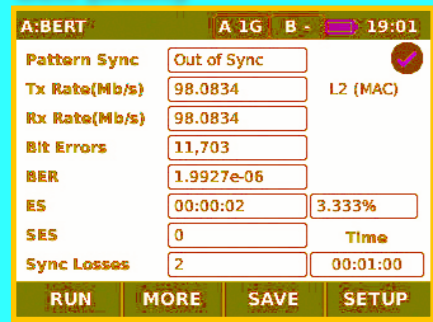 A:BERT A 1G B - 19:01
Pattern Sync Out of Sync
Tx Rate(Mb/s) 98.0834 L2 (MAC)
Rx Rate(Mb/s) 98.0834
Bit Errors 11,703
BER 1.9927e-06
ES 00:00:02 3.333%
SES 0 Time
Sync Losses 2 00:01:00
RUN MORE SAVE SETUP